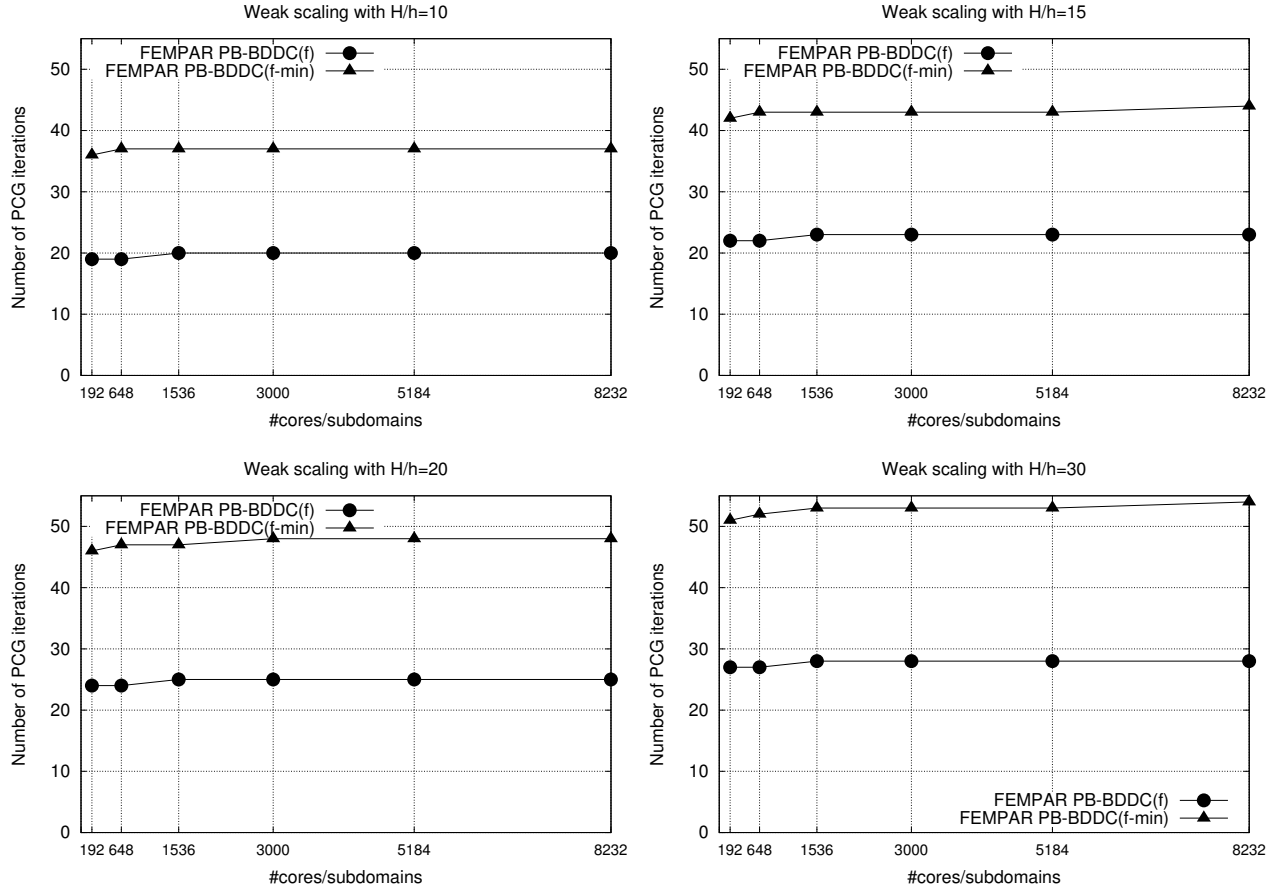 Weak scaling with H/h=10
FEMPAR PB-BDDC(f)
FEMPAR PB-BDDC(f-min)
Number of PCG iterations
50
40
30
20
10
0
192 648 1536 3000 5184 8232
#cores/subdomains
Weak scaling with H/h=15
FEMPAR PB-BDDC(f)
FEMPAR PB-BDDC(f-min)
Number of PCG iterations
50
40
30
20
10
0
192 648 1536 3000 5184 8232
#cores/subdomains
Weak scaling with H/h=20
FEMPAR PB-BDDC(f)
FEMPAR PB-BDDC(f-min)
Number of PCG iterations
50
40
30
20
10
0
192 648 1536 3000 5184 8232
#cores/subdomains
Weak scaling with H/h=30
Number of PCG iterations
50
40
30
20
10
0
FEMPAR PB-BDDC(f)
FEMPAR PB-BDDC(f-min)
192 648 1536 3000 5184 8232
#cores/subdomains